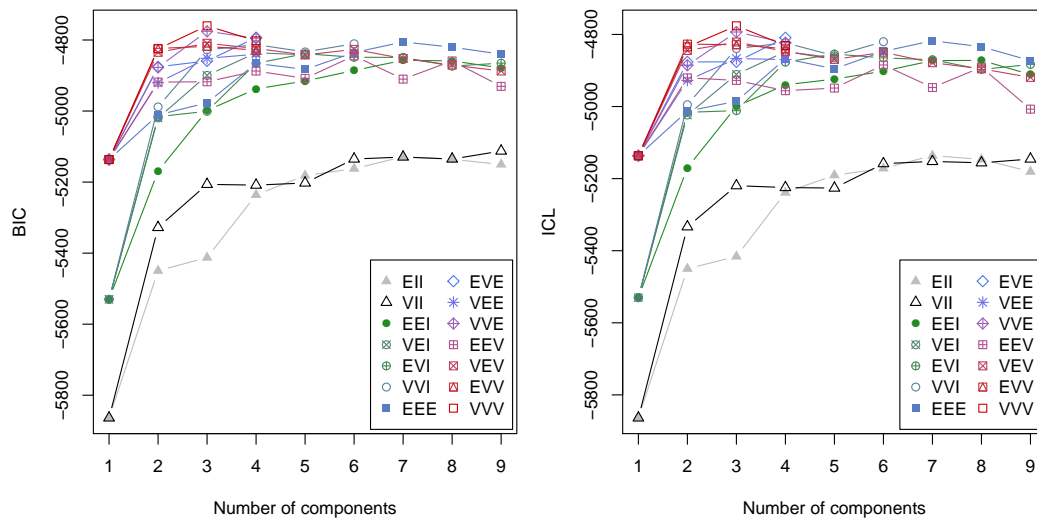 BIC
-4800
-5000
-5200
-5400
-5600
-5800
EII
VII
EEI
VEI
EVI
VVI
EEE
EVE
VEE
VVE
EEV
VEV
EVV
VVV
1 2 3 4 5 6 7 8 9
Number of components
ICL
-4800
-5000
-5200
-5400
-5600
-5800
EII
VII
EEI
VEI
EVI
VVI
EEE
EVE
VEE
VVE
EEV
VEV
EVV
VVV
1 2 3 4 5 6 7 8 9
Number of components